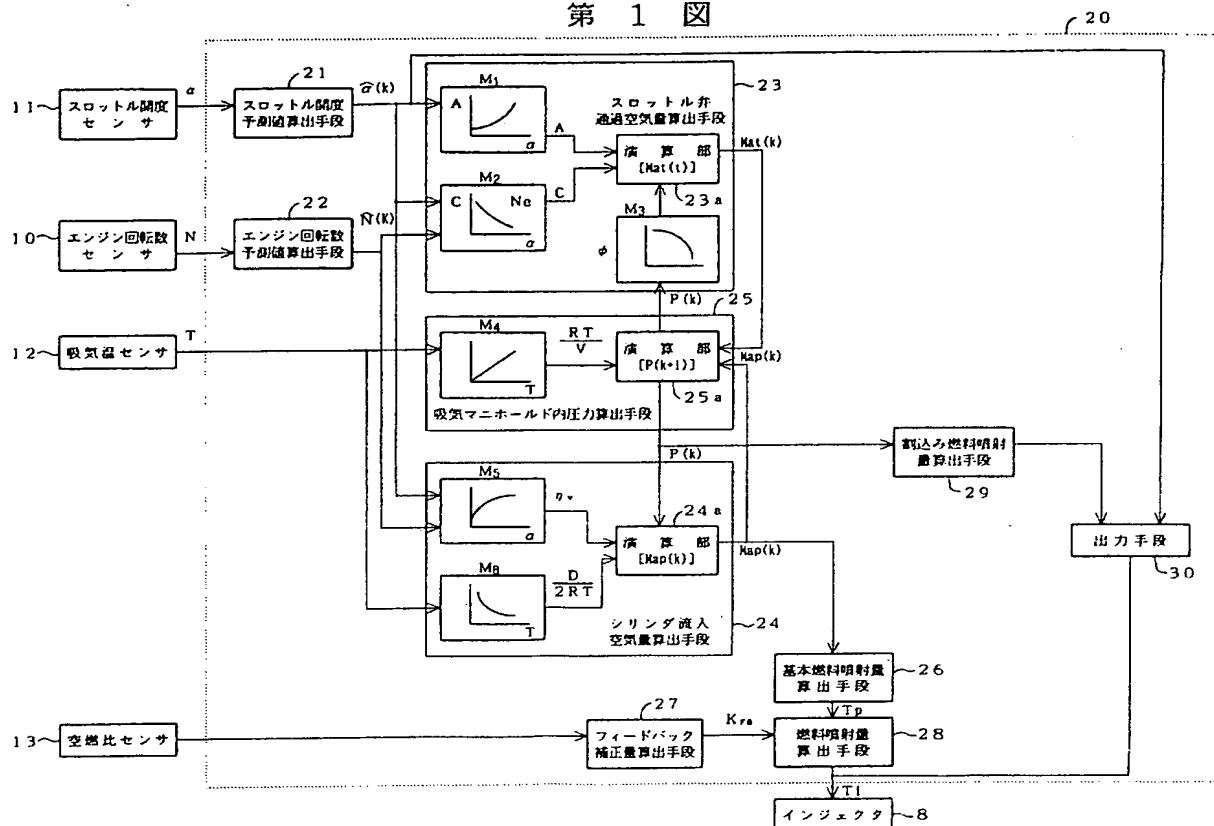 第 1 図
20
11
スロットル開度
センサ
α
21
スロットル開度
予測値算出手段
α̂(k)
10
エンジン回転数
センサ
N
22
エンジン回転数
予測値算出手段
N̂(k)
12
吸気温センサ
T
23
スロットル弁
通過空気量算出手段
M1
A
α
A
M2
C
Ne
α
C
演算部
[Mat(t)]
23a
Mat(k)
M3
φ
P(k)
25
M4
T
RT
V
演算部
[P(k+1)]
25a
Map(k)
吸気マニホールド内圧力算出手段
P(k)
M5
α
ηv
M8
T
D
2RT
24a
演算部
[Map(k)]
Map(k)
シリンダ流入
空気量算出手段
24
割込み燃料噴射
量算出手段
29
出力手段
30
基本燃料噴射量
算出手段
26
Tp
13
空燃比センサ
27
フィードバック
補正量算出手段
燃料噴射量
算出手段
28
インジェクタ
8